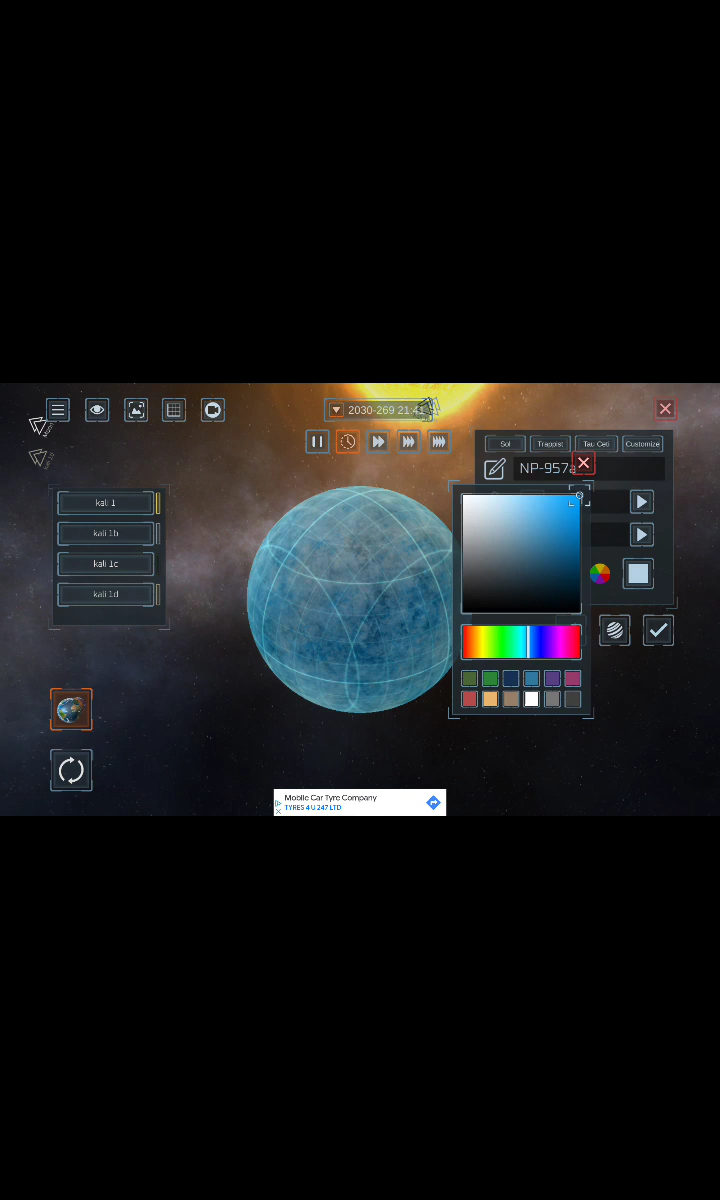 2030-269 21:41
Sol
Trappist
Tau Ceti
Customize
NP-957a
kali 1
kali 1b
kali 1c
kali 1d
Mobile Car Tyre Company
TYRES 4 U 247 LTD